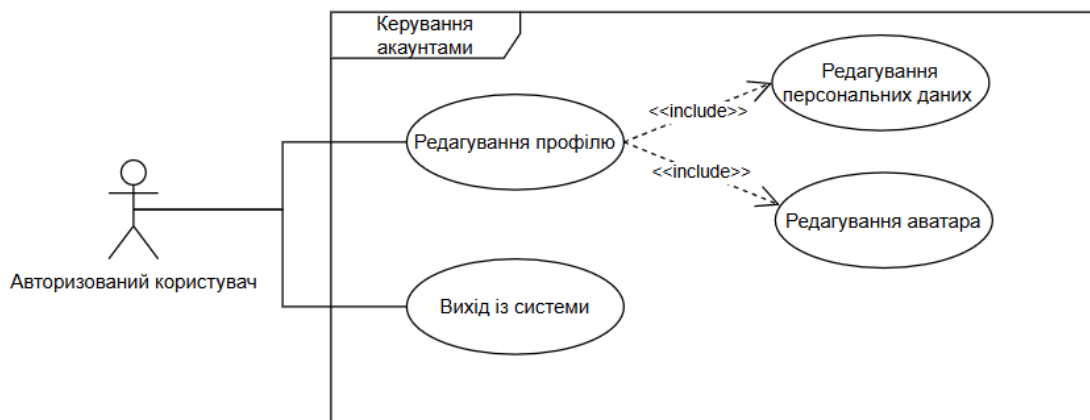 Керування
акаунтами
Редагування
персональних даних
<<include>>
Редагування профілю
<<include>>
Редагування аватара
Авторизований користувач
Вихід із системи